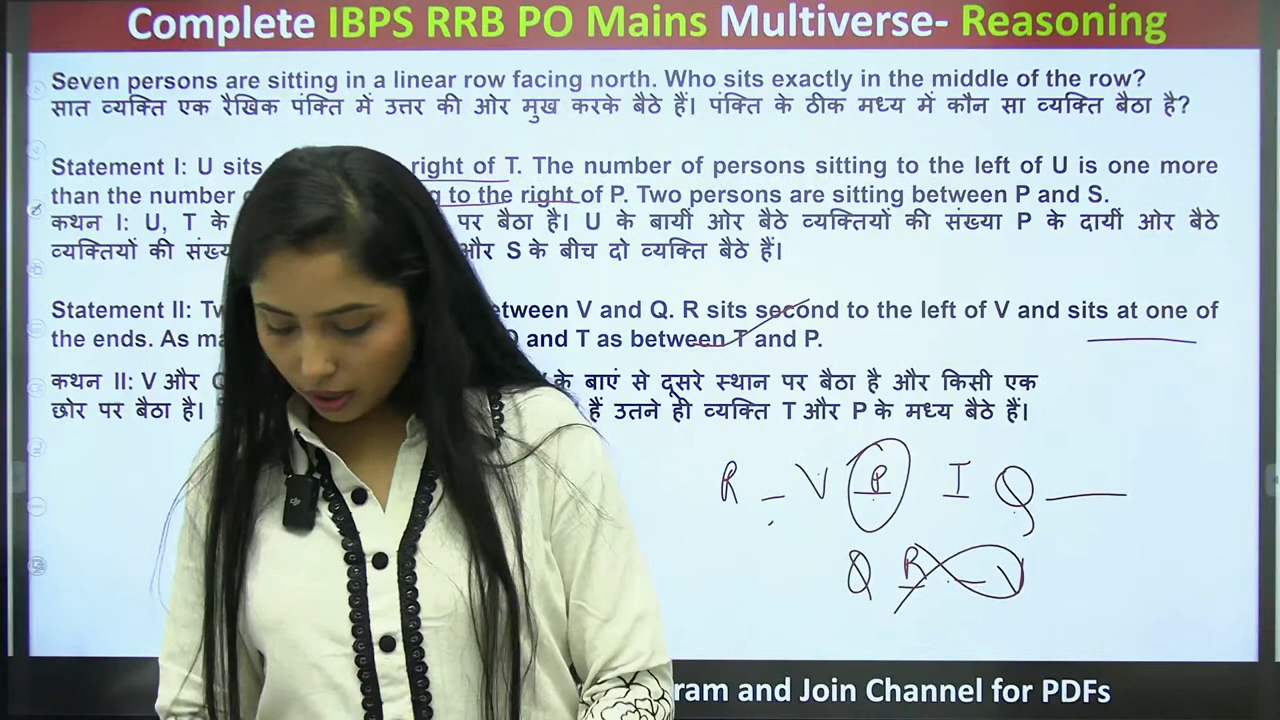 Complete IBPS RRB PO Mains Multiverse- Reasoning
Seven persons are sitting in a linear row facing north. Who sits exactly in the middle of the row?
सात व्यक्ति एक रैखिक पंक्ति में उत्तर की ओर मुख करके बैठे हैं। पंक्ति के ठीक मध्य में कौन सा व्यक्ति बैठा है?
Statement I: U sits right of T. The number of persons sitting to the left of U is one more
than the number to the right of P. Two persons are sitting between P and S.
कथन I: U, T के पर बैठा है। U के बायीं ओर बैठे व्यक्तियों की संख्या P के दायीं ओर बैठे
व्यक्तियों की और S के बीच दो व्यक्ति बैठे हैं।
Statement II: V and Q. R sits second to the left of V and sits at one of
the ends. As and T as between T and P.
कथन II: V और के बाएं से दूसरे स्थान पर बैठा है और किसी एक
छोर पर बैठा है। हैं उतने ही व्यक्ति T और P के मध्य बैठे हैं।
R V P I Q
Q R V
and Join Channel for PDFs